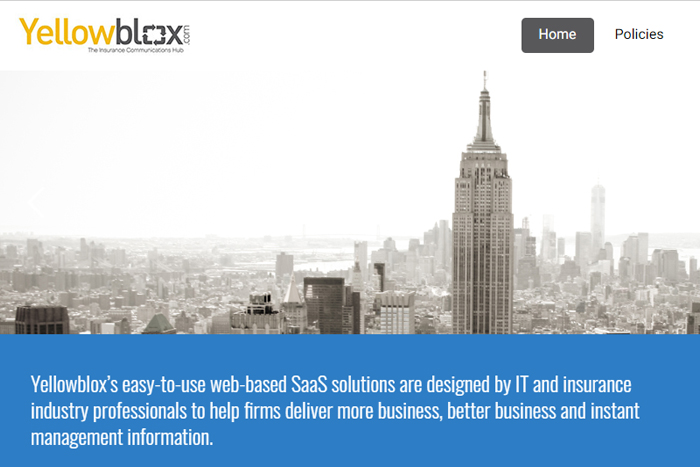 Yellowblox.com
The Insurance Communications Hub
Home
Policies
Yellowblox’s easy-to-use web-based SaaS solutions are designed by IT and insurance
industry professionals to help firms deliver more business, better business and instant
management information.